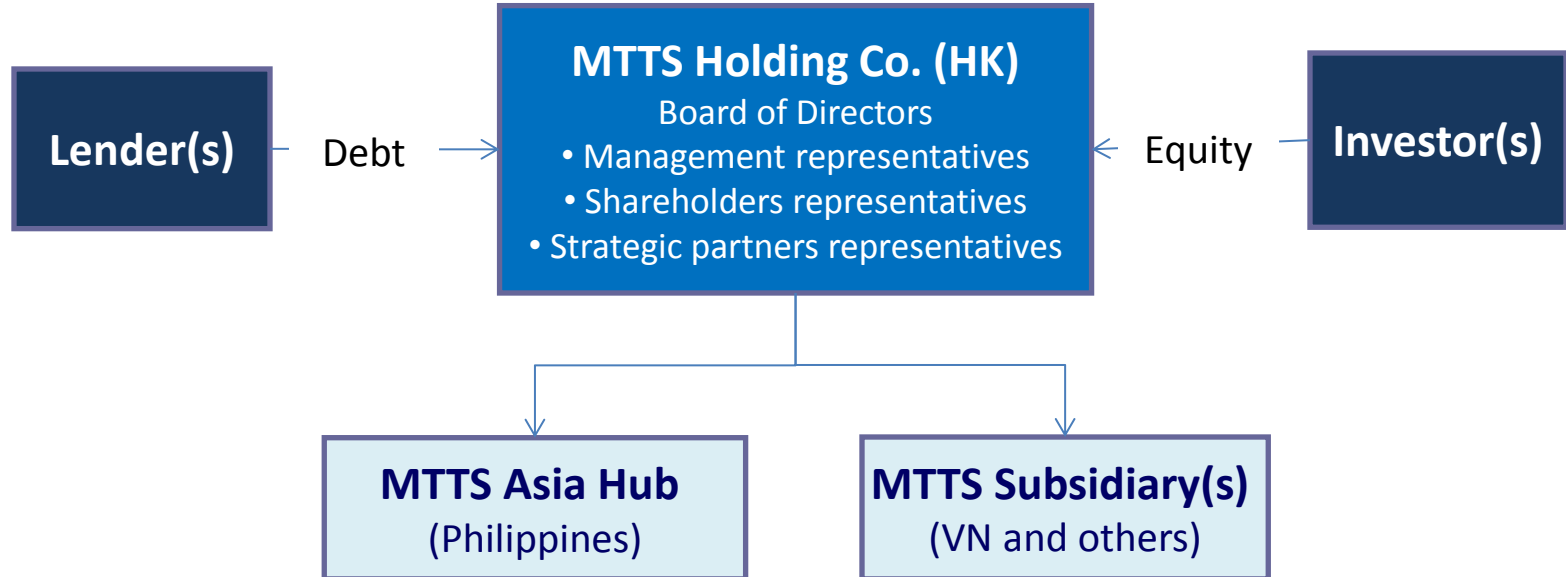 MTTS Holding Co. (HK)
Board of Directors
• Management representatives
• Shareholders representatives
• Strategic partners representatives
Lender(s)
Debt
Equity
Investor(s)
MTTS Asia Hub
(Philippines)
MTTS Subsidiary(s)
(VN and others)